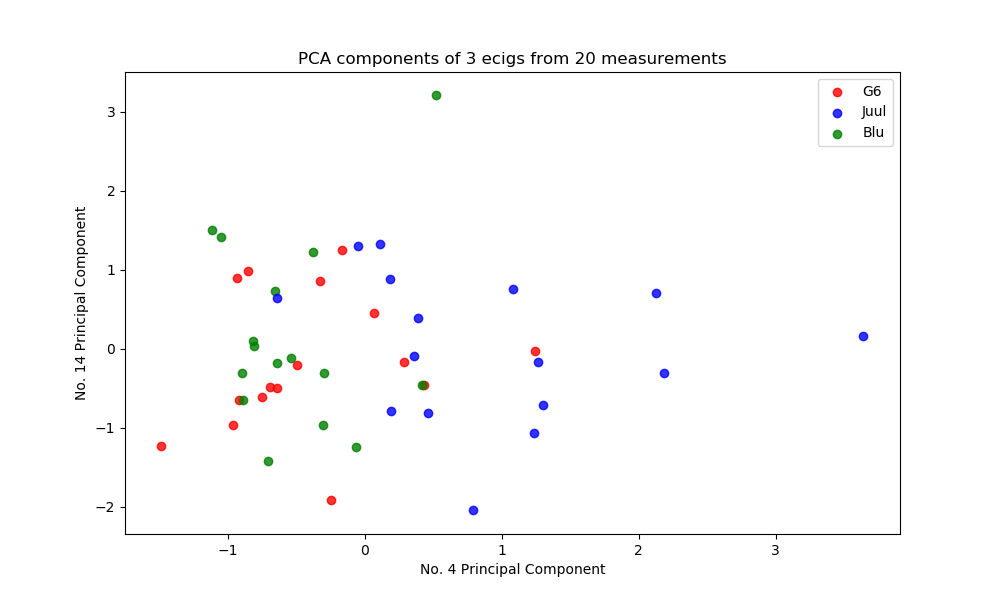 PCA components of 3 ecigs from 20 measurements
G6
Juul
Blu
No. 14 Principal Component
3
2
1
0
−1
−2
−1
0
1
2
3
No. 4 Principal Component